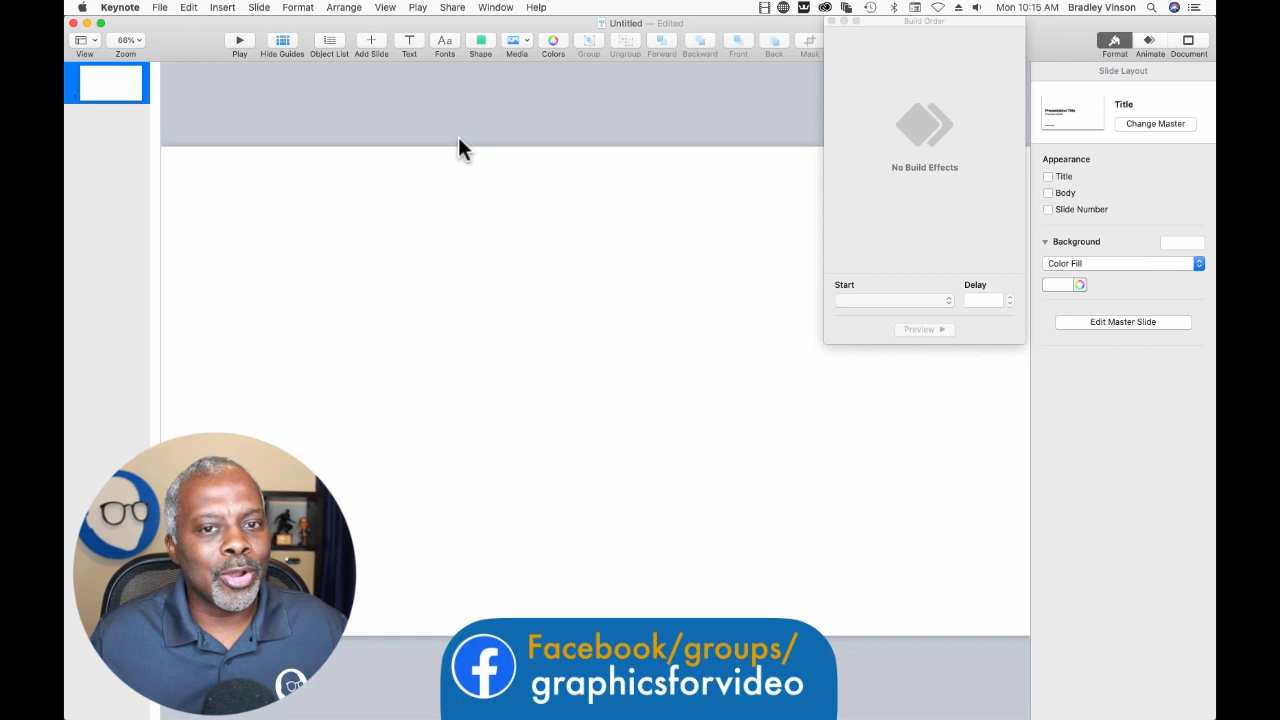 Keynote File Edit Insert Slide Format Arrange View Play Share Window Help Mon 10:15 AM Bradley Vinson
Untitled — Edited
Build Order
66%
View Zoom Play Hide Guides Object List Add Slide Text Fonts Shape Media Colors Group Ungroup Forward Backward Front Back Mask Format Animate Document
Aa
Slide Layout
Presentation Title
Title
Change Master
No Build Effects
Appearance
Title
Body
Slide Number
Background
Color Fill
Start Delay
Edit Master Slide
Preview
Facebook/groups/
graphicsforvideo